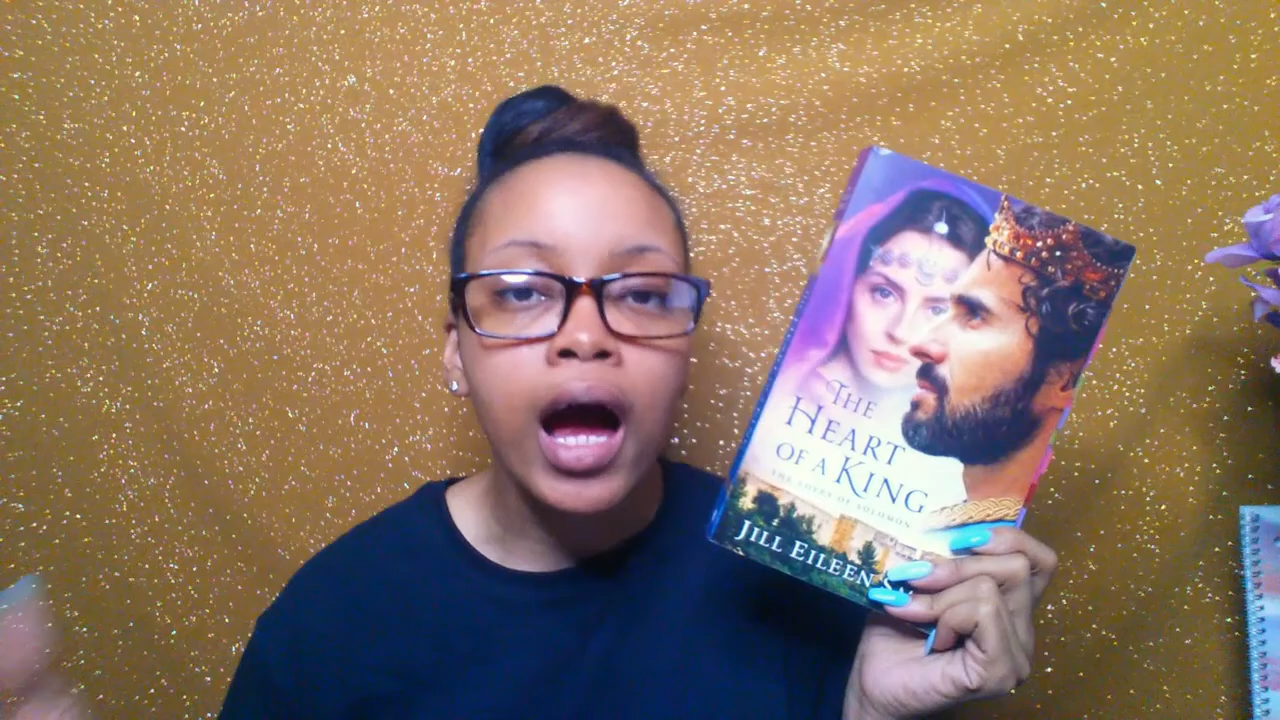 THE
HEART
OF A KING
THE LOVES OF SOLOMON
JILL EILEEN